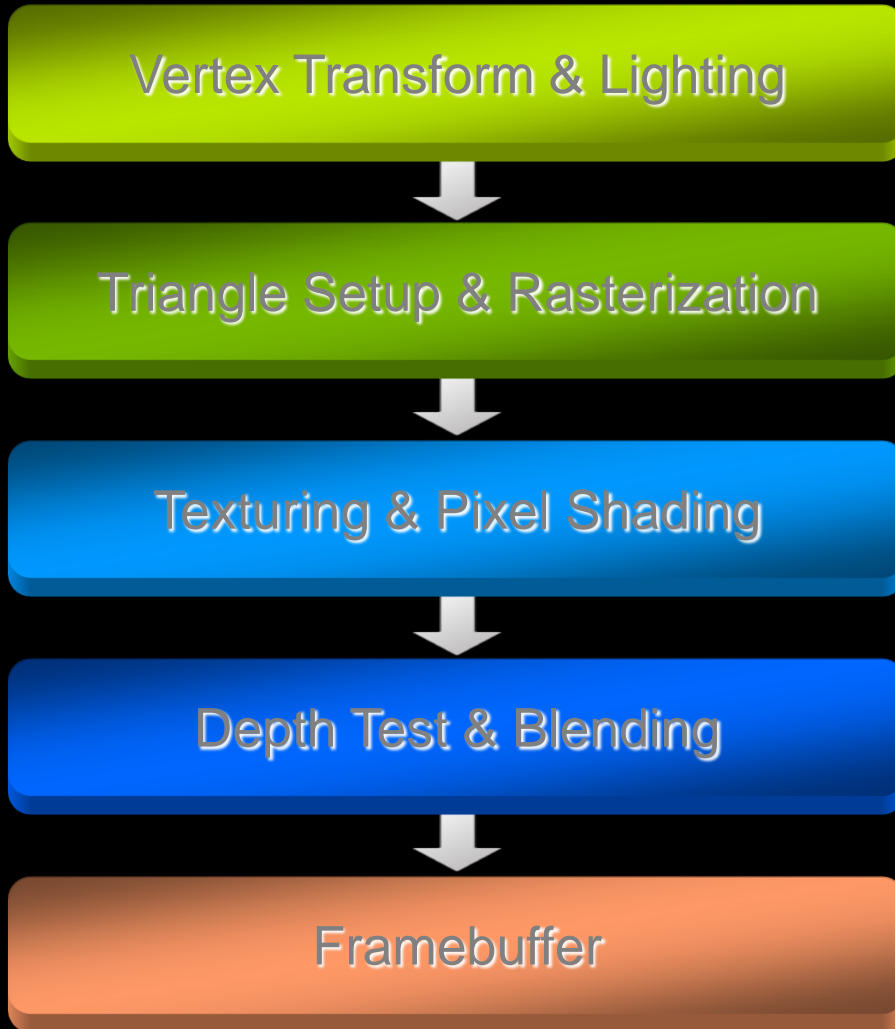 Vertex Transform & Lighting
Triangle Setup & Rasterization
Texturing & Pixel Shading
Depth Test & Blending
Framebuffer